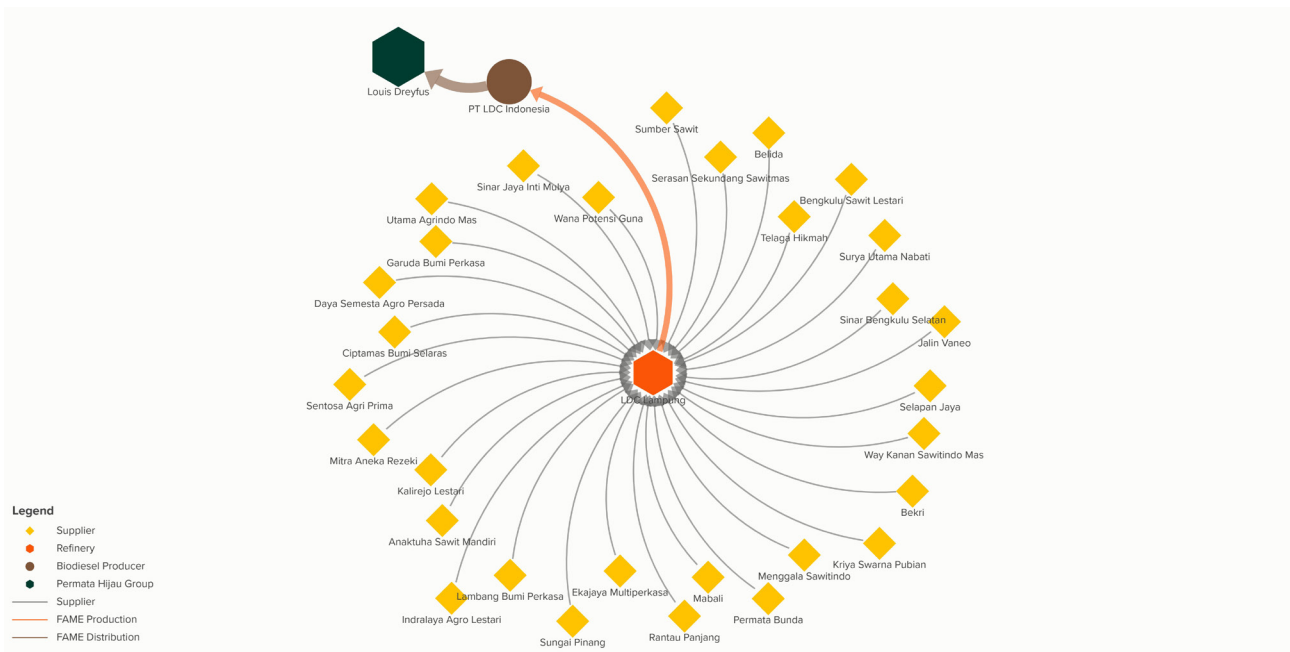 Louis Dreyfus
PT LDC Indonesia
Sumber Sawit
Belida
Serasan Sekundang Sawitmas
Sinar Jaya Inti Mulya
Bengkulu Sawit Lestari
Wana Potensi Guna
Utama Agrindo Mas
Telaga Hikmah
Surya Utama Nabati
Garuda Bumi Perkasa
Daya Semesta Agro Persada
Sinar Bengkulu Selatan
Jalin Vaneo
Ciptamas Bumi Selaras
LDC Lampung
Sentosa Agri Prima
Selapan Jaya
Way Kanan Sawitindo Mas
Mitra Aneka Rezeki
Kalirejo Lestari
Bekri
Anaktuha Sawit Mandiri
Kriya Swarna Pubian
Menggala Sawitindo
Ekajaya Multiperkasa
Lambang Bumi Perkasa
Mabali
Indralaya Agro Lestari
Permata Bunda
Rantau Panjang
Sungai Pinang
Legend
Supplier
Refinery
Biodiesel Producer
Permata Hijau Group
Supplier
FAME Production
FAME Distribution